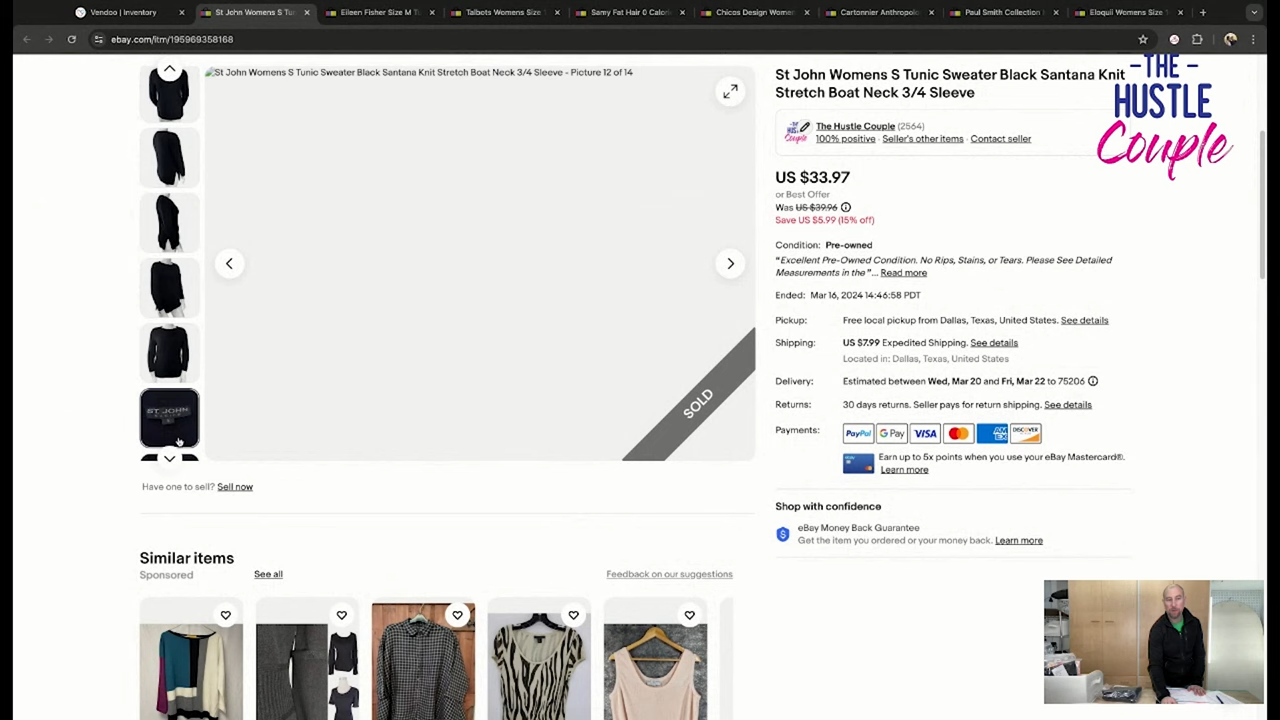 Vendoo | Inventory
St John Womens S Tun
Eileen Fisher Size M T
Talbots Womens Size
Samy Fat Hair 0 Calori
Chicos Design Women
Cartonnier Anthropolo
Paul Smith Collection
Eloquii Womens Size
ebay.com/itm/195969358168
St John Womens S Tunic Sweater Black Santana Knit Stretch Boat Neck 3/4 Sleeve - Picture 12 of 14
St John Womens S Tunic Sweater Black Santana Knit
Stretch Boat Neck 3/4 Sleeve
-THE-
HUSTLE
Couple
The Hustle Couple (2564)
100% positive · Seller's other items · Contact seller
US $33.97
or Best Offer
Was US $39.96
Save US $5.99 (15% off)
Condition: Pre-owned
“Excellent Pre-Owned Condition. No Rips, Stains, or Tears. Please See Detailed
Measurements in the ”... Read more
Ended: Mar 16, 2024 14:46:58 PDT
Pickup: Free local pickup from Dallas, Texas, United States. See details
Shipping: US $7.99 Expedited Shipping. See details
Located in: Dallas, Texas, United States
Delivery: Estimated between Wed, Mar 20 and Fri, Mar 22 to 75206
Returns: 30 days returns. Seller pays for return shipping. See details
Payments: PayPal G Pay VISA MasterCard AMEX DISCOVER
Earn up to 5x points when you use your eBay Mastercard®.
Learn more
SOLD
ST JOHN
Have one to sell? Sell now
Shop with confidence
eBay Money Back Guarantee
Get the item you ordered or your money back. Learn more
Similar items
Sponsored
See all
Feedback on our suggestions